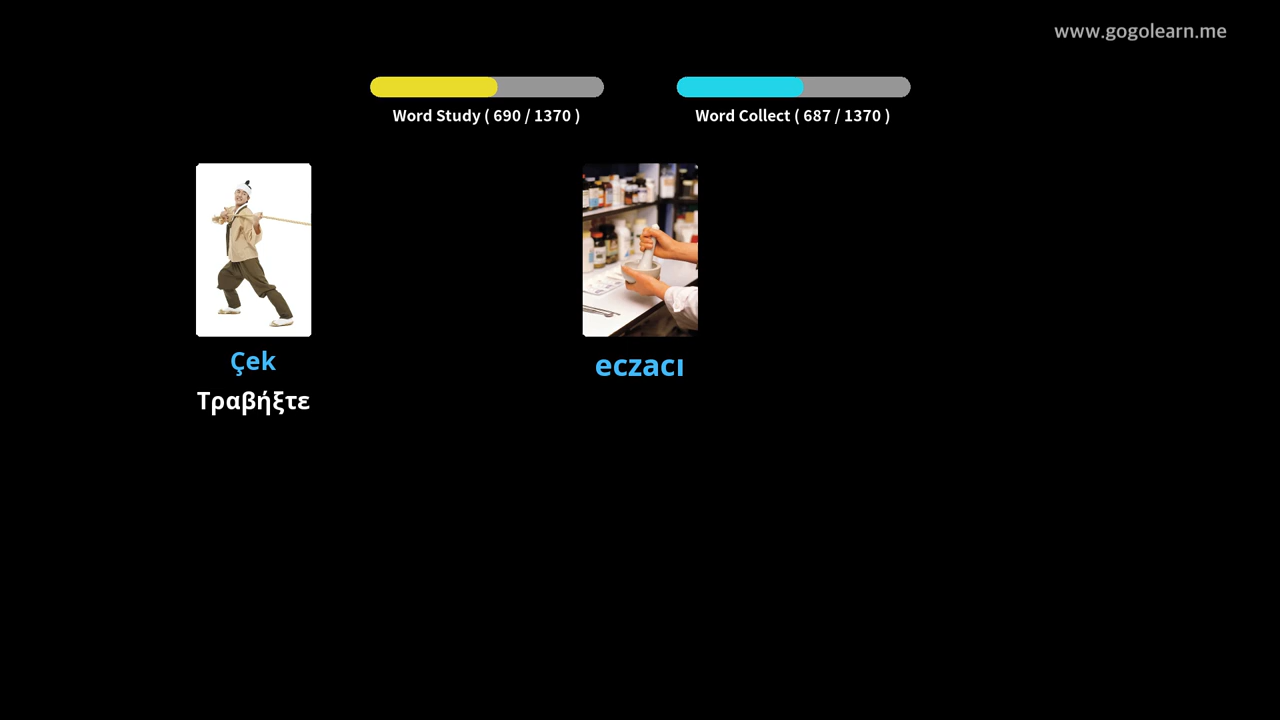 www.gogolearn.me
Word Study ( 690 / 1370 )
Word Collect ( 687 / 1370 )
Çek
Τραβήξτε
eczacı